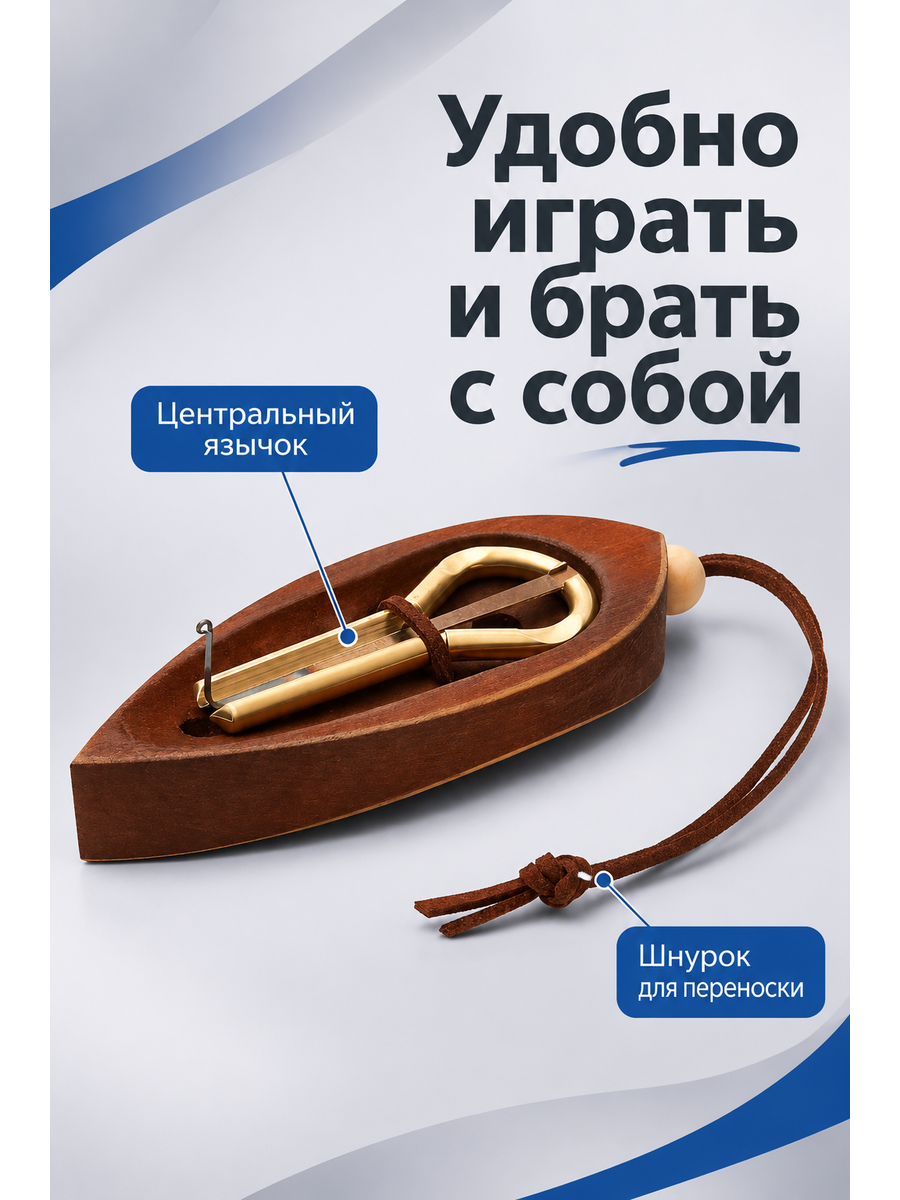 Удобно
играть
и брать
с собой
Центральный
язычок
Шнурок
для переноски